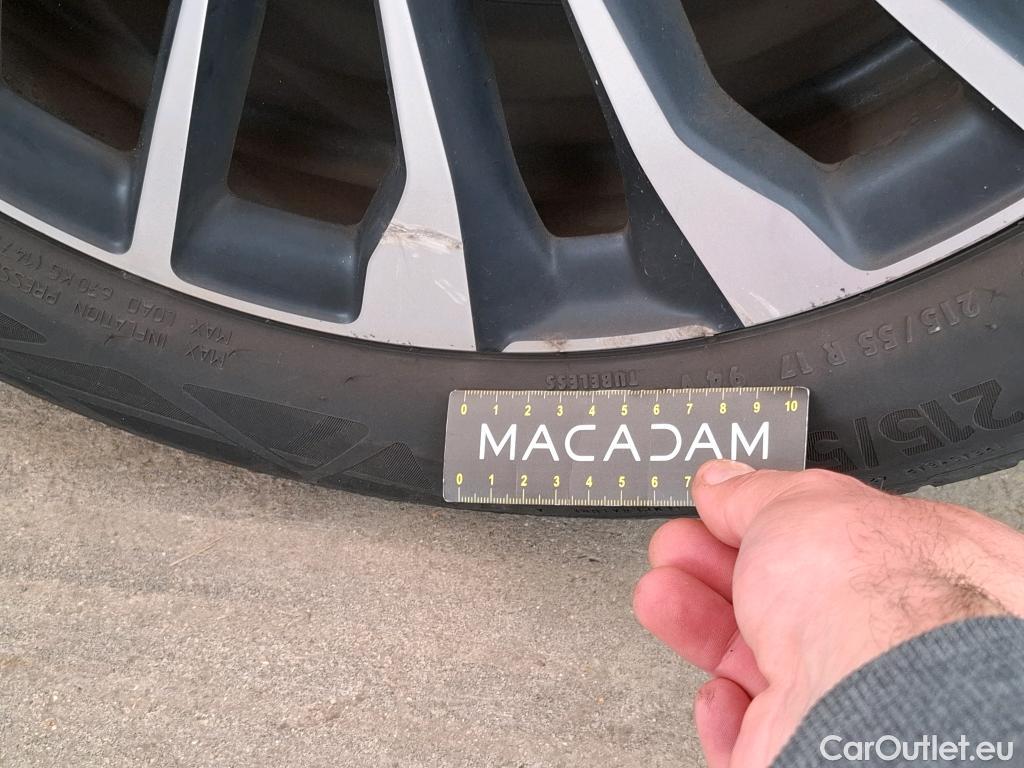 MAX INFLATION PRESS
MAX LOAD 670 KG (14
TUBELESS
94 V
215/55 R 17
215/5
0 1 2 3 4 5 6 7 8 9 10
MACADAM
0 1 2 3 4 5 6 7
CarOutlet.eu